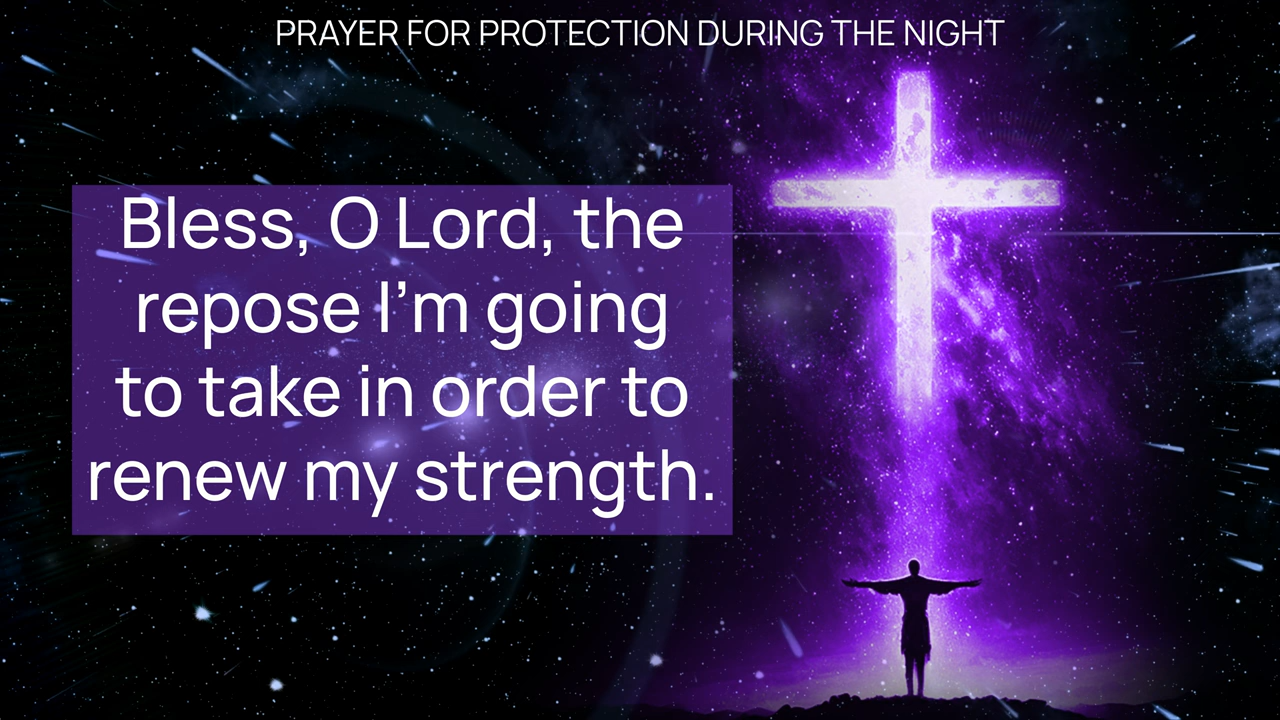 PRAYER FOR PROTECTION DURING THE NIGHT
Bless, O Lord, the
repose I’m going
to take in order to
renew my strength.